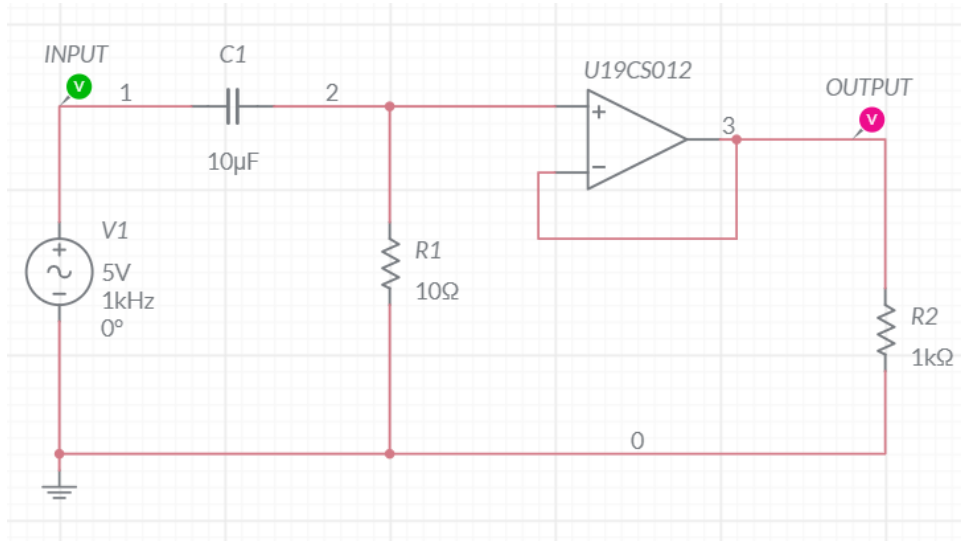 INPUT
V
1
C1
10µF
2
U19CS012
+
−
3
OUTPUT
V
V1
+
−
5V
1kHz
0°
R1
10Ω
R2
1kΩ
0